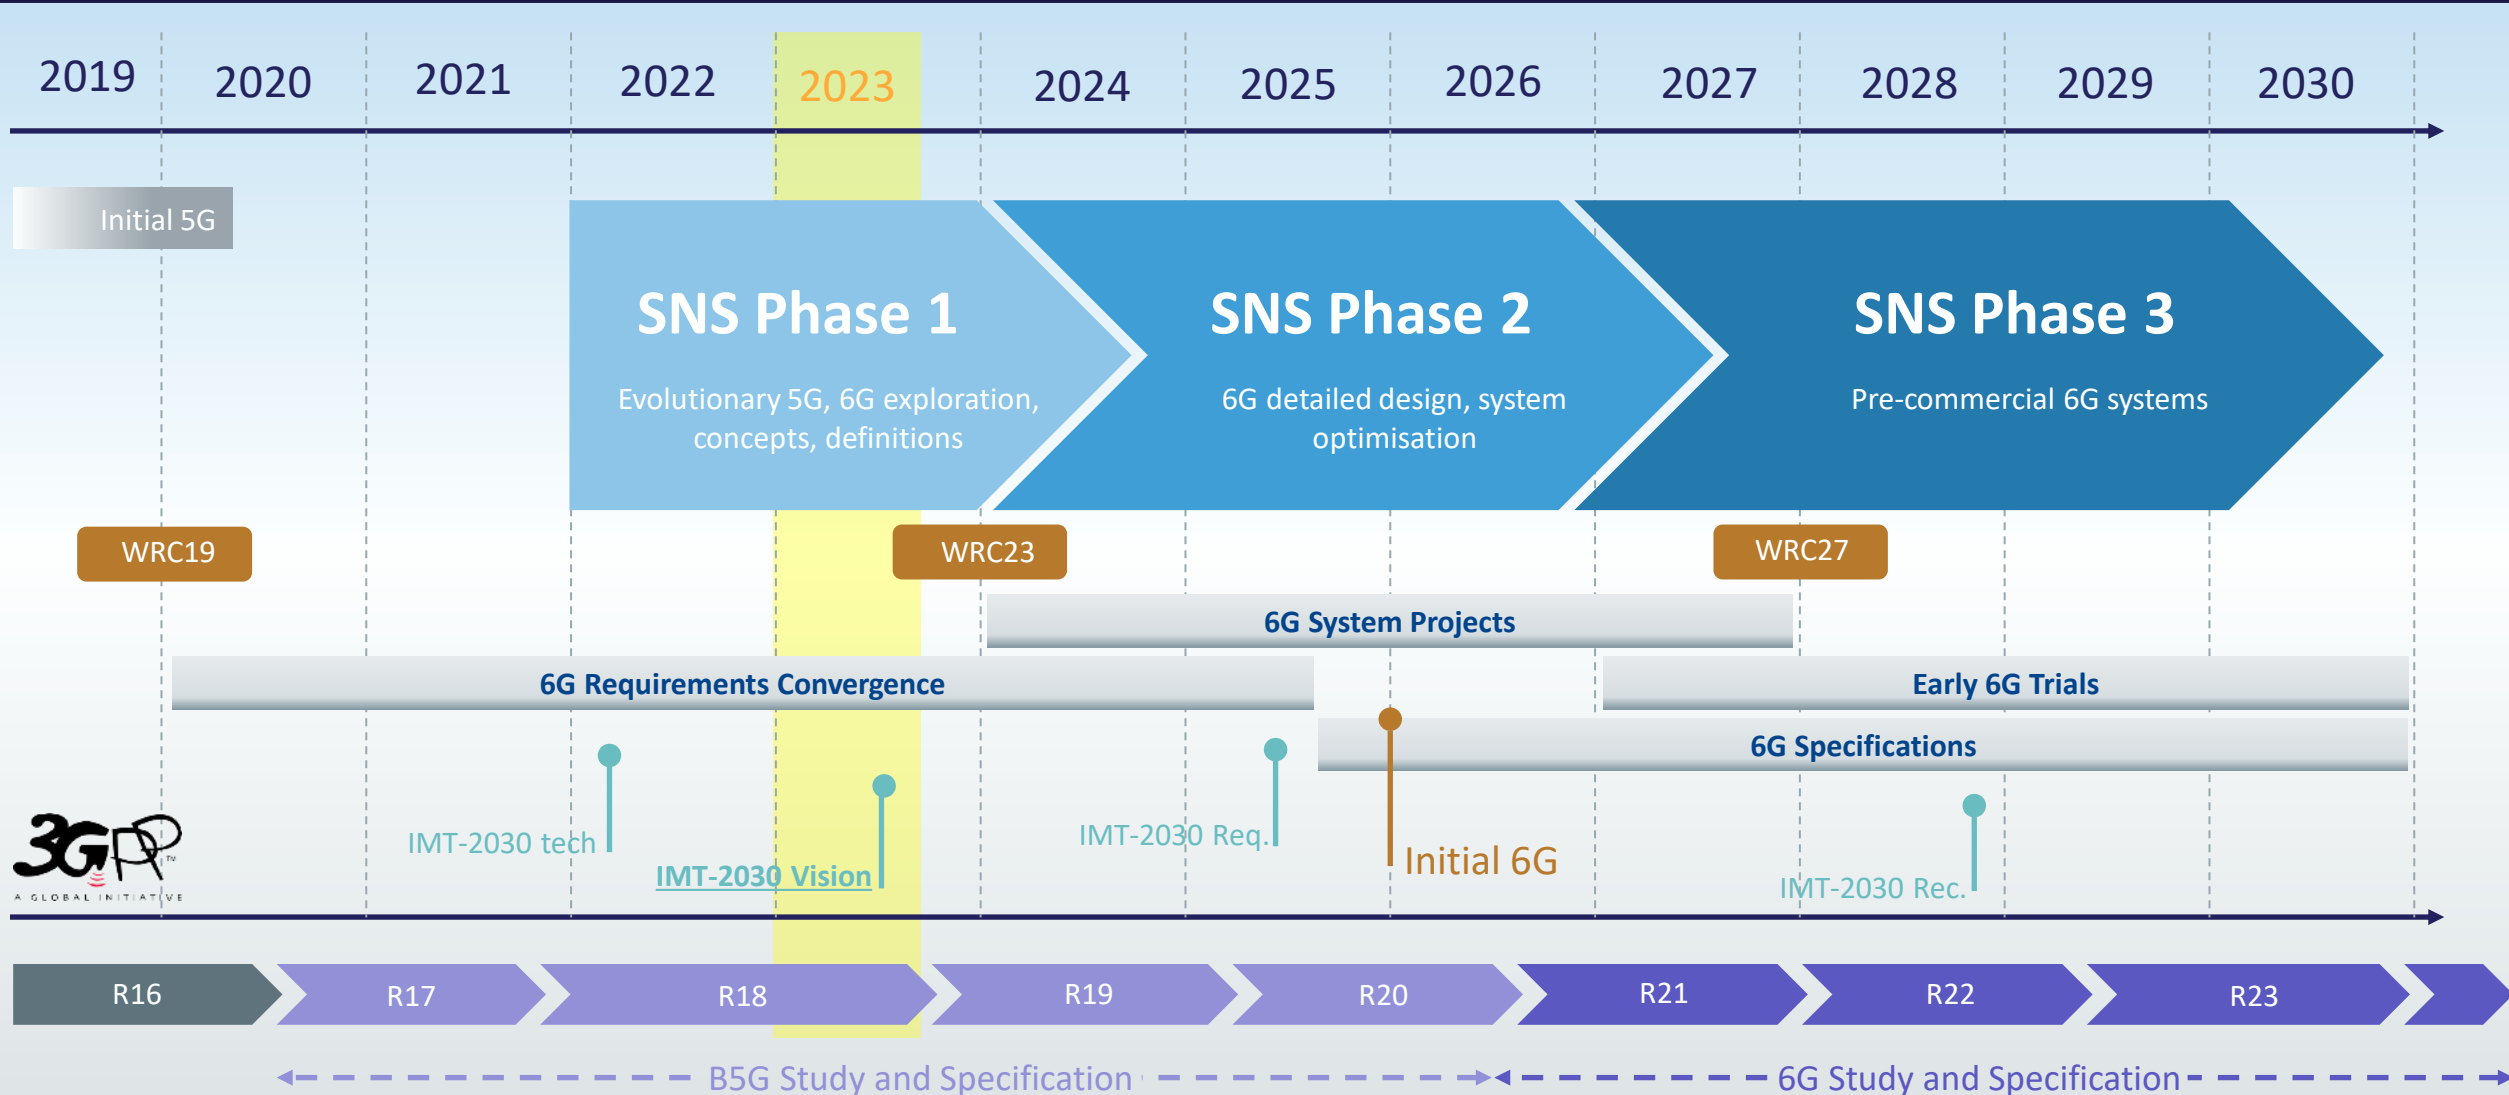 2019 2020 2021 2022 2023 2024 2025 2026 2027 2028 2029 2030
Initial 5G
SNS Phase 1
Evolutionary 5G, 6G exploration,
concepts, definitions
SNS Phase 2
6G detailed design, system
optimisation
SNS Phase 3
Pre-commercial 6G systems
WRC19 WRC23 WRC27
6G System Projects
6G Requirements Convergence
Early 6G Trials
6G Specifications
IMT-2030 tech
IMT-2030 Vision
IMT-2030 Req.
Initial 6G
IMT-2030 Rec.
3GPP TM
A GLOBAL INITIATIVE
R16 R17 R18 R19 R20 R21 R22 R23
B5G Study and Specification
6G Study and Specification